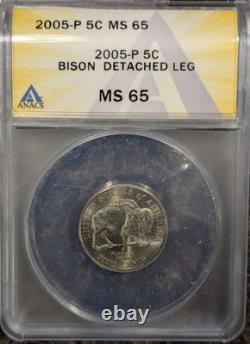 2005-P 5C MS 65
2005-P 5C
BISON DETACHED LEG
MS 65
ANACS